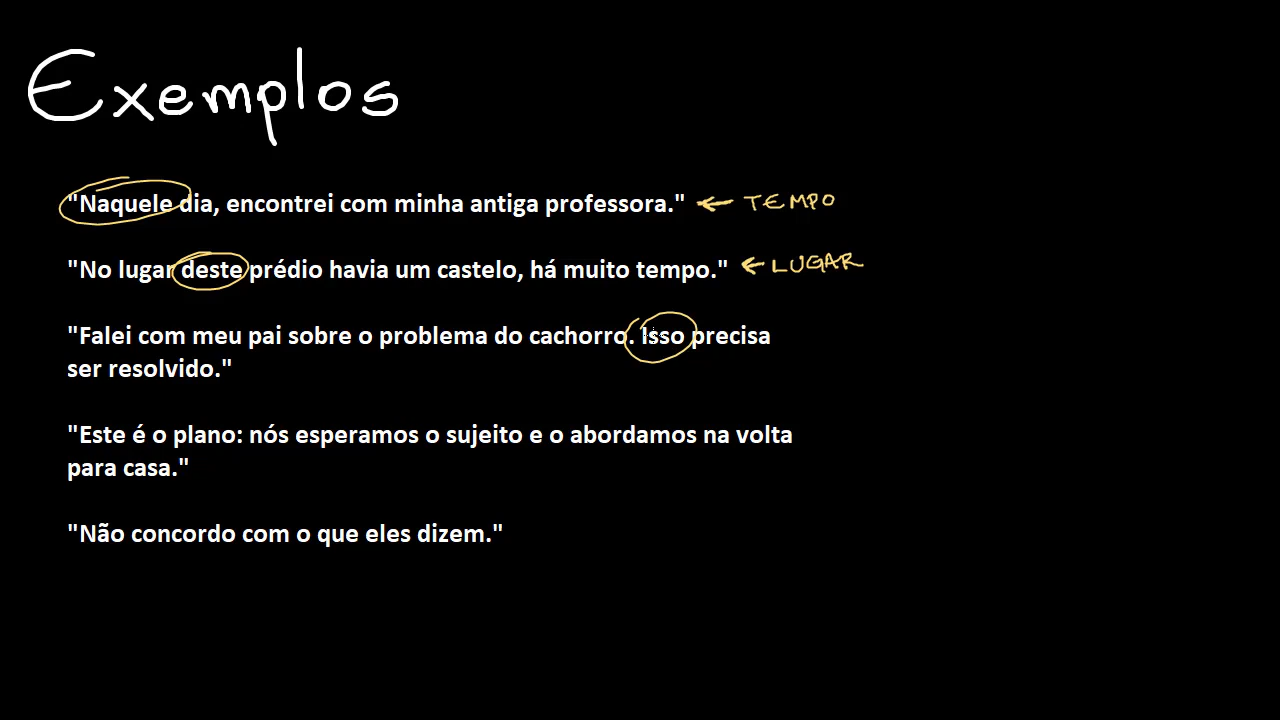 Exemplos
"Naquele dia, encontrei com minha antiga professora." ← TEMPO
"No lugar deste prédio havia um castelo, há muito tempo." ← LUGAR
"Falei com meu pai sobre o problema do cachorro. Isso precisa
ser resolvido."
"Este é o plano: nós esperamos o sujeito e o abordamos na volta
para casa."
"Não concordo com o que eles dizem."